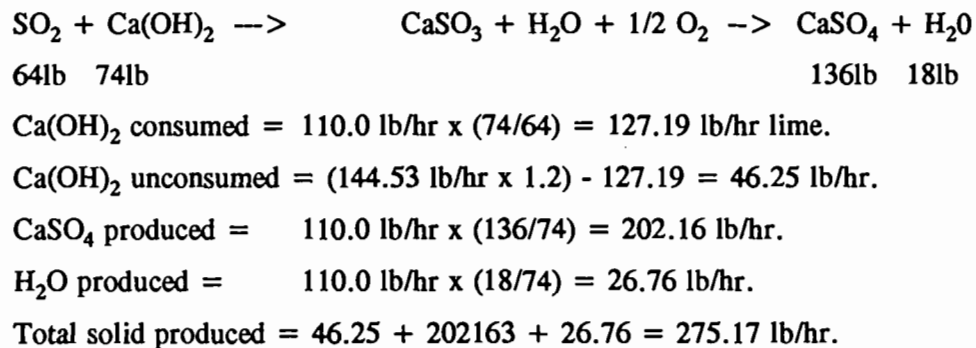 SO₂ + Ca(OH)₂ ---> CaSO₃ + H₂O + 1/2 O₂ --> CaSO₄ + H₂0
64lb 74lb 136lb 18lb
Ca(OH)₂ consumed = 110.0 lb/hr x (74/64) = 127.19 lb/hr lime.
Ca(OH)₂ unconsumed = (144.53 lb/hr x 1.2) - 127.19 = 46.25 lb/hr.
CaSO₄ produced = 110.0 lb/hr x (136/74) = 202.16 lb/hr.
H₂O produced = 110.0 lb/hr x (18/74) = 26.76 lb/hr.
Total solid produced = 46.25 + 202163 + 26.76 = 275.17 lb/hr.